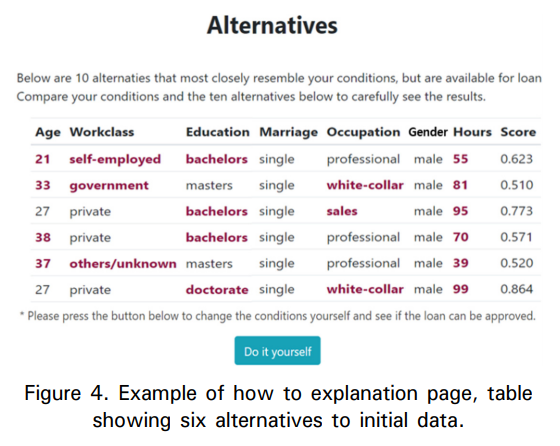 Alternatives
Below are 10 alternaties that most closely resemble your conditions, but are available for loan
Compare your conditions and the ten alternatives below to carefully see the results.
Age Workclass Education Marriage Occupation Gender Hours Score
21 self-employed bachelors single professional male 55 0.623
33 government masters single white-collar male 81 0.510
27 private bachelors single sales male 95 0.773
38 private bachelors single professional male 70 0.571
37 others/unknown masters single professional male 39 0.520
27 private doctorate single white-collar male 99 0.864
* Please press the button below to change the conditions yourself and see if the loan can be approved.
Do it yourself
Figure 4. Example of how to explanation page, table
showing six alternatives to initial data.